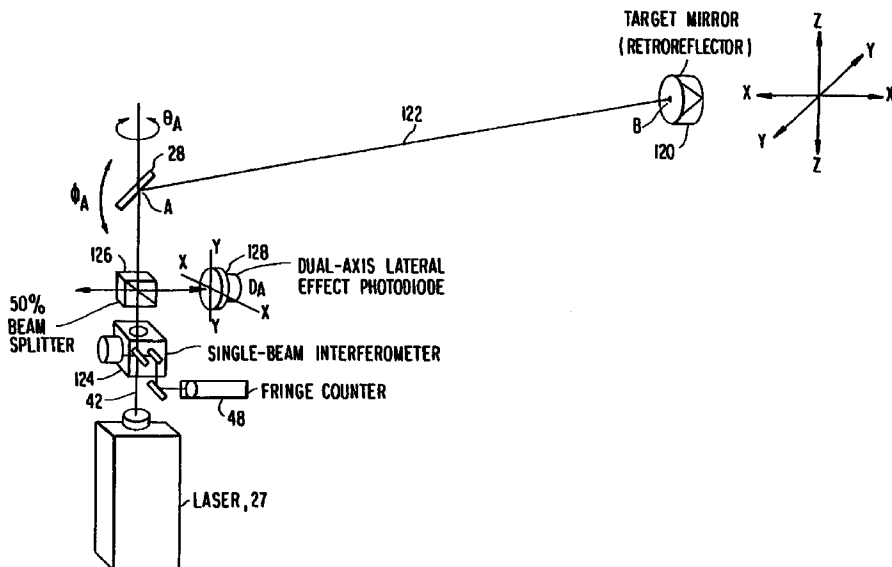 TARGET MIRROR
(RETROREFLECTOR)
Z
Y
X
X
Y
Z
B
120
122
θA
28
ΦA
A
126
X
Y
128
DA
DUAL-AXIS LATERAL
EFFECT PHOTODIODE
X
Y
50%
BEAM
SPLITTER
SINGLE-BEAM INTERFEROMETER
124
42
FRINGE COUNTER
48
LASER, 27